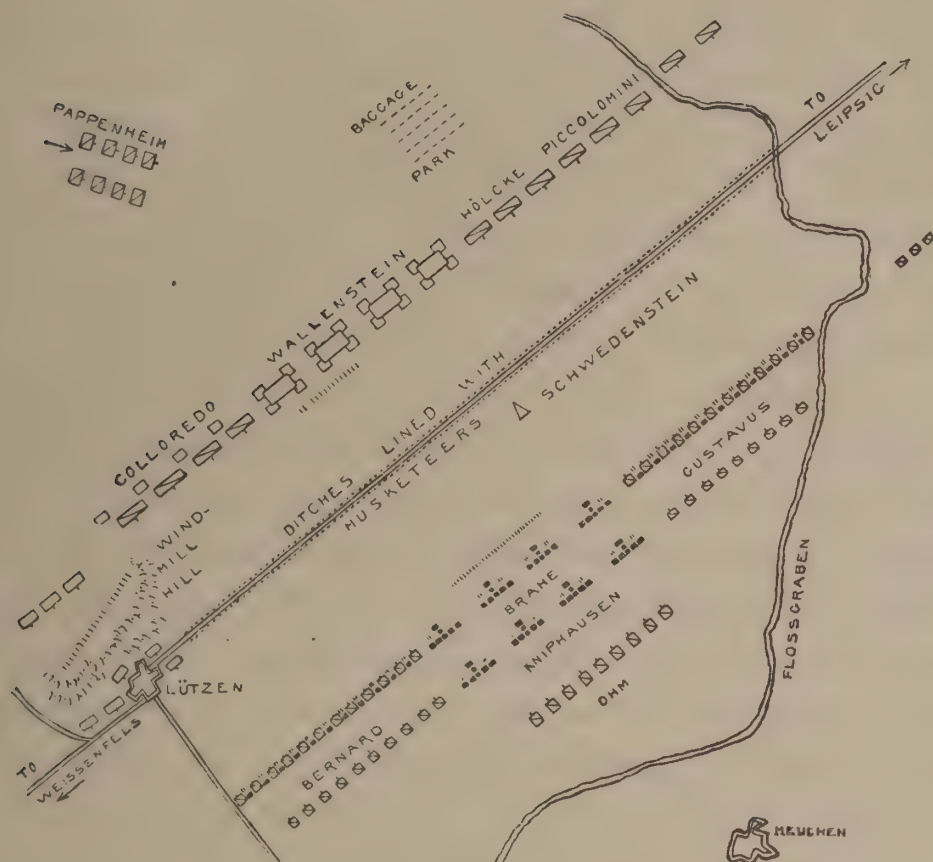 PAPPENHEIM
BAGGAGE
PARK
PICCOLOMINI
HÖLCKE
WALLENSTEIN
COLLOREDO
TO
LEIPSIG
DITCHES LINED WITH
MUSKETEERS
SCHWEDENSTEIN
WIND-
MILL
HILL
GUSTAVUS
BRAHE
KNIPHAUSEN
OHM
FLOSSGRABEN
LÜTZEN
BERNARD
TO
WEISSENFELS
MEUCHEN